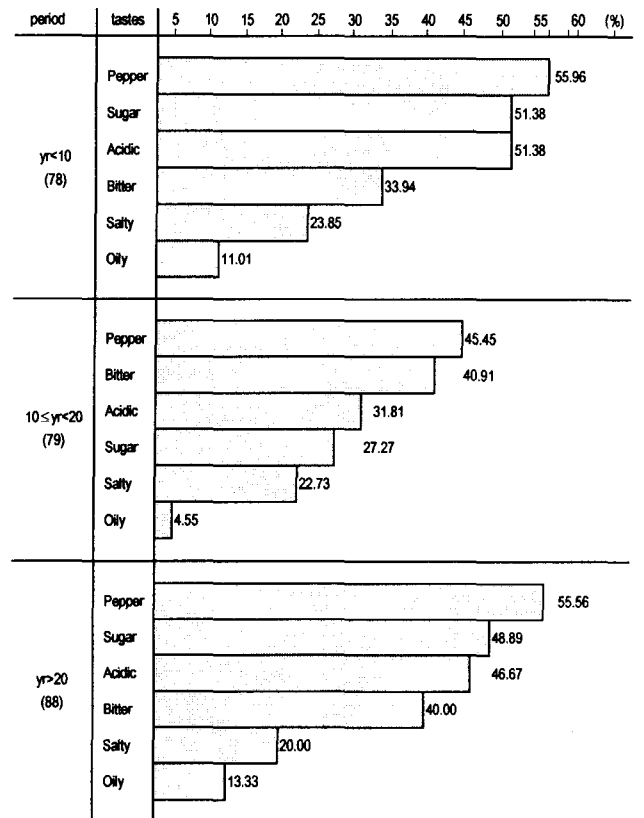 period tastes 5 10 15 20 25 30 35 40 45 50 55 60 (%)
Pepper 55.96
Sugar 51.38
Acidic 51.38
yr<10
(78)
Bitter 33.94
Salty 23.85
Oily 11.01
Pepper 45.45
Bitter 40.91
Acidic 31.81
10≤yr<20
(79)
Sugar 27.27
Salty 22.73
Oily 4.55
Pepper 55.56
Sugar 48.89
Acidic 46.67
yr>20
(88)
Bitter 40.00
Salty 20.00
Oily 13.33